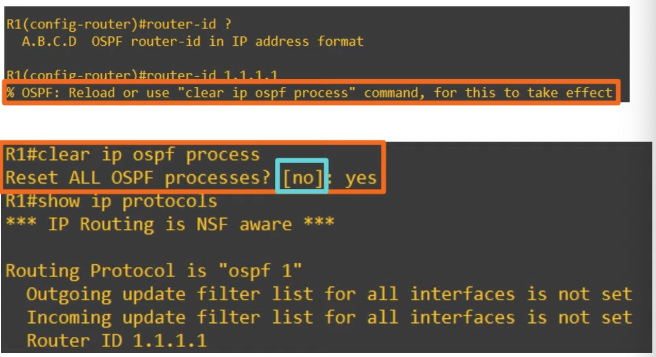 R1(config-router)#router-id ?
A.B.C.D OSPF router-id in IP address format
R1(config-router)#router-id 1.1.1.1
% OSPF: Reload or use "clear ip ospf process" command, for this to take effect
R1#clear ip ospf process
Reset ALL OSPF processes? [no]: yes
R1#show ip protocols
*** IP Routing is NSF aware ***
Routing Protocol is "ospf 1"
Outgoing update filter list for all interfaces is not set
Incoming update filter list for all interfaces is not set
Router ID 1.1.1.1